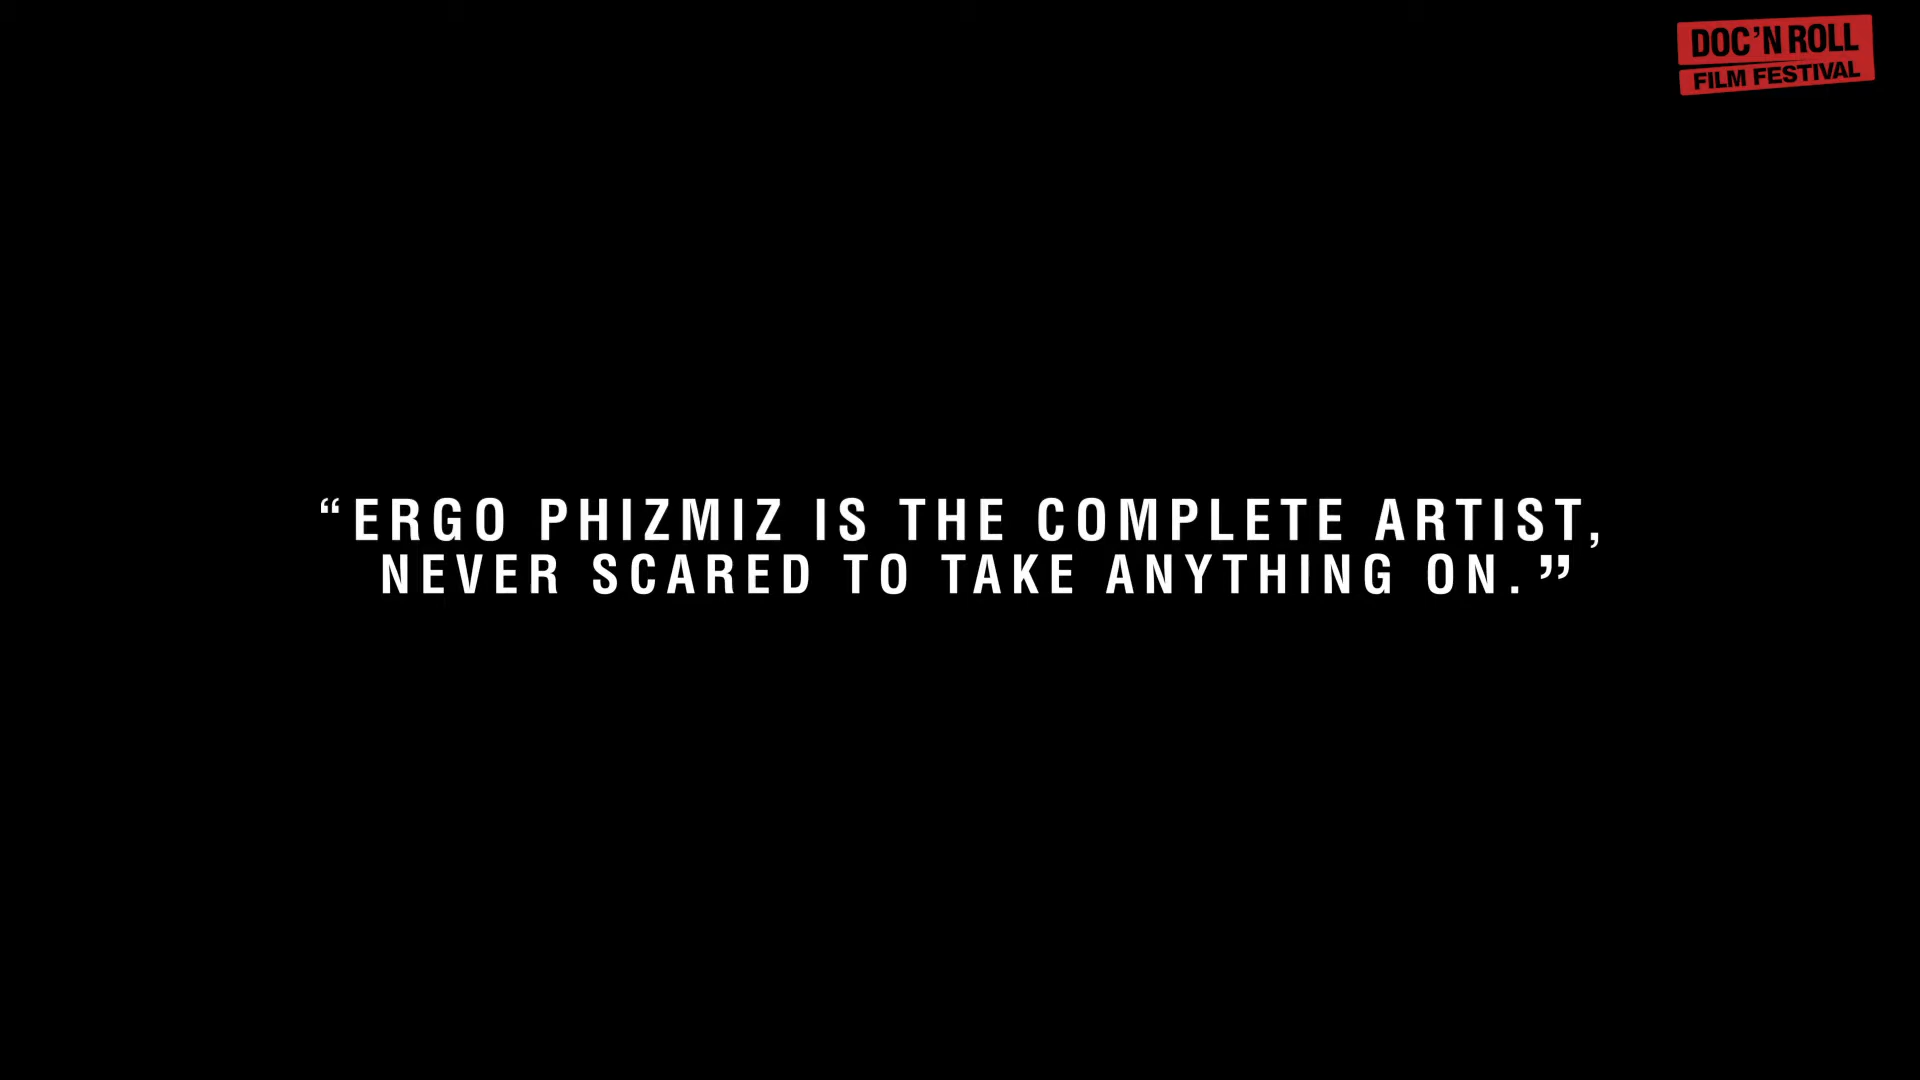 DOC'N ROLL
FILM FESTIVAL
“ERGO PHIZMIZ IS THE COMPLETE ARTIST,
NEVER SCARED TO TAKE ANYTHING ON.”